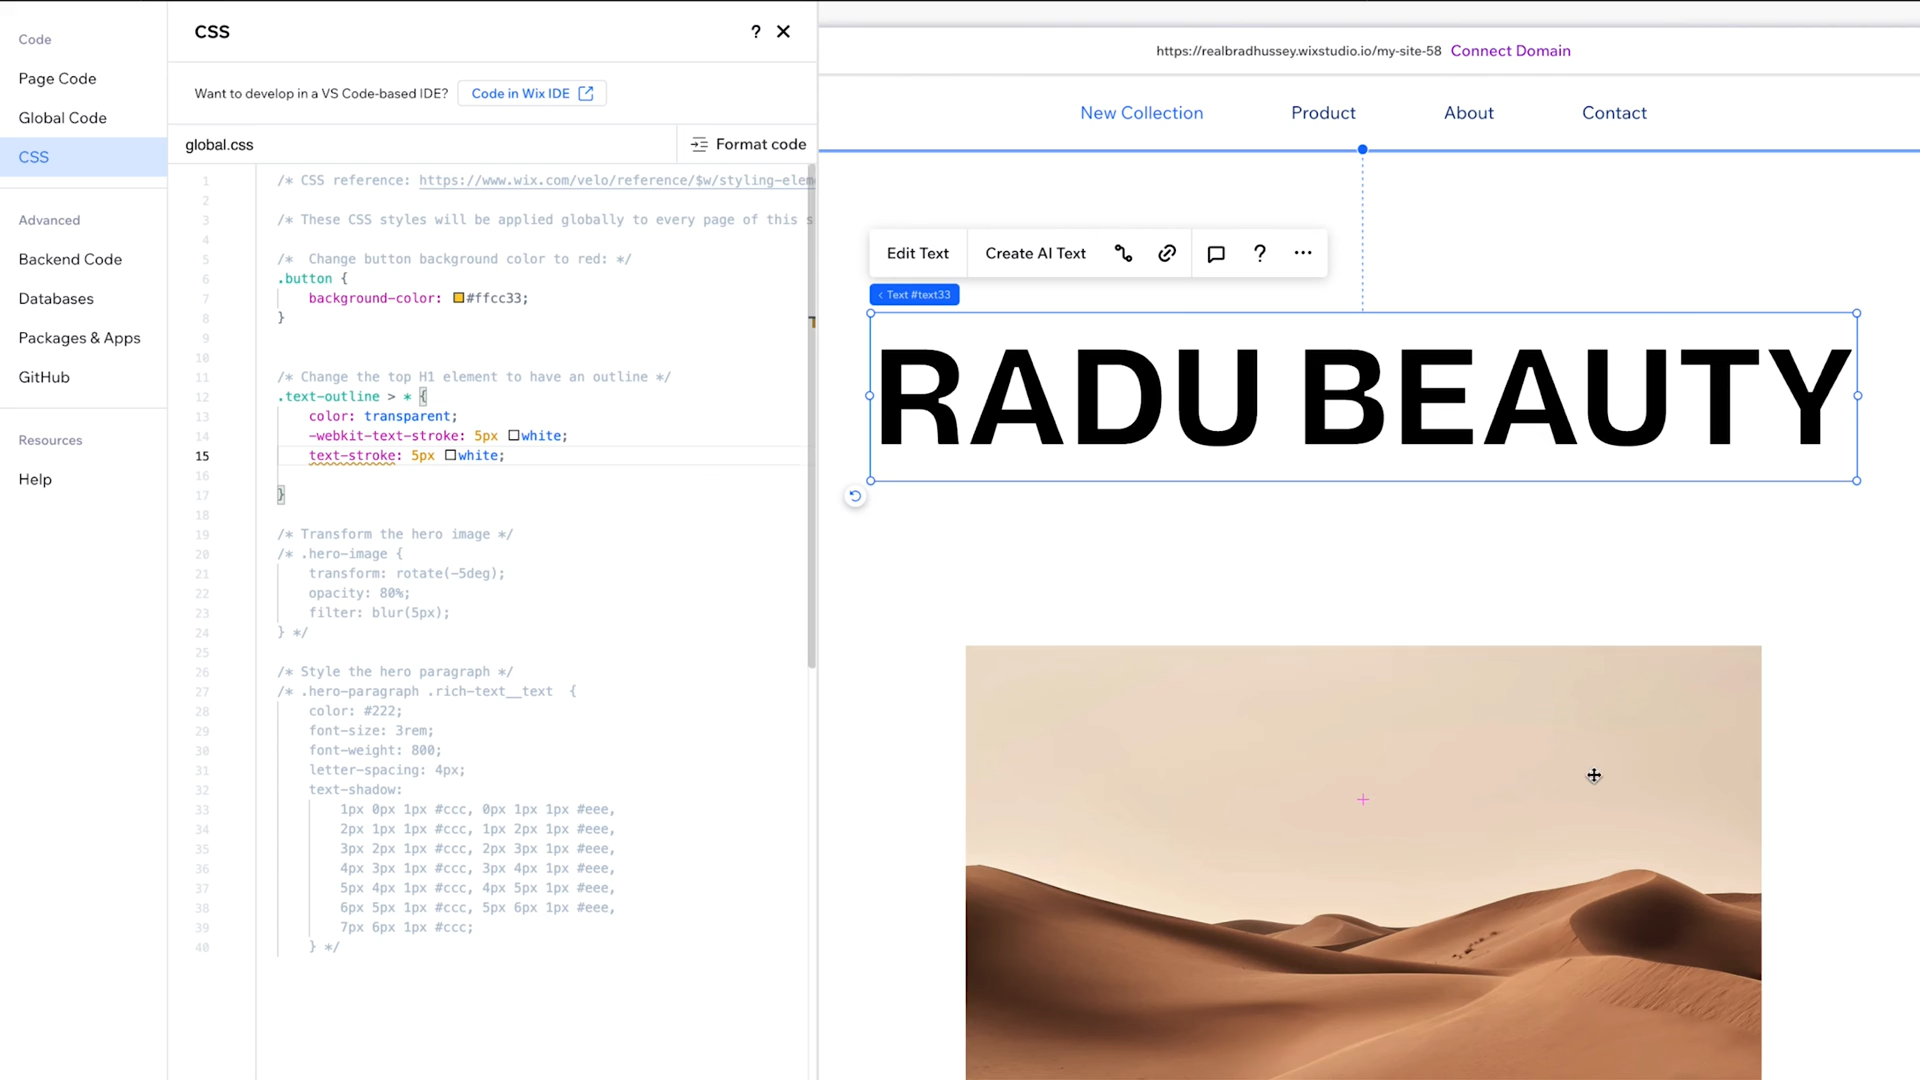 Code
Page Code
Global Code
CSS
Advanced
Backend Code
Databases
Packages & Apps
GitHub
Resources
Help
CSS
?
Want to develop in a VS Code-based IDE?
Code in Wix IDE
global.css
Format code
1 /* CSS reference: https://www.wix.com/velo/reference/$w/styling-elem
2
3 /* These CSS styles will be applied globally to every page of this s
4
5 /*  Change button background color to red: */
6 .button {
7     background-color: #ffcc33;
8 }
9
10
11 /* Change the top H1 element to have an outline */
12 .text-outline > * {
13     color: transparent;
14     -webkit-text-stroke: 5px white;
15     text-stroke: 5px white;
16
17 }
18
19 /* Transform the hero image */
20 /* .hero-image {
21     transform: rotate(-5deg);
22     opacity: 80%;
23     filter: blur(5px);
24 } */
25
26 /* Style the hero paragraph */
27 /* .hero-paragraph .rich-text__text  {
28     color: #222;
29     font-size: 3rem;
30     font-weight: 800;
31     letter-spacing: 4px;
32     text-shadow:
33         1px 0px 1px #ccc, 0px 1px 1px #eee,
34         2px 1px 1px #ccc, 1px 2px 1px #eee,
35         3px 2px 1px #ccc, 2px 3px 1px #eee,
36         4px 3px 1px #ccc, 3px 4px 1px #eee,
37         5px 4px 1px #ccc, 4px 5px 1px #eee,
38         6px 5px 1px #ccc, 5px 6px 1px #eee,
39         7px 6px 1px #ccc;
40     } */
https://realbradhussey.wixstudio.io/my-site-58 Connect Domain
New Collection
Product
About
Contact
Edit Text
Create AI Text
?
Text #text33
RADU BEAUTY